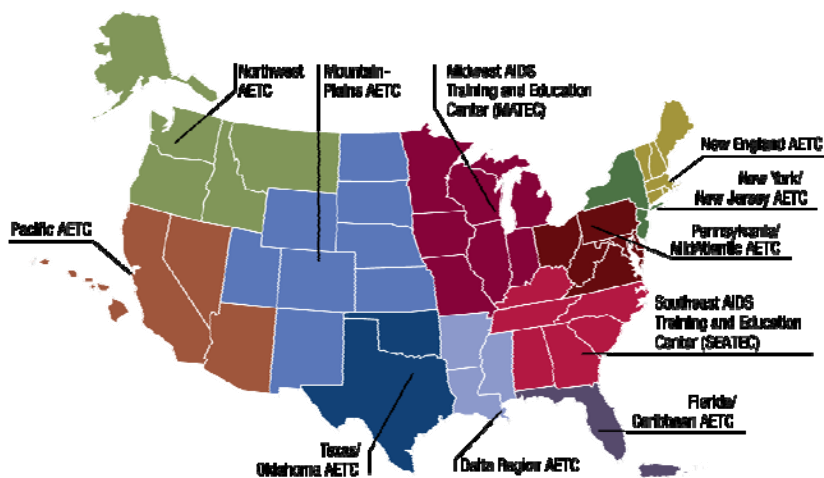 Northwest
AETC
Mountain-
Plains AETC
Midwest AIDS
Training and Education
Center (MATEC)
New England AETC
New York/
New Jersey AETC
Pennsylvania/
MidAtlantic AETC
Pacific AETC
Southeast AIDS
Training and Education
Center (SEATEC)
Florida/
Caribbean AETC
Texas/
Oklahoma AETC
Delta Region AETC